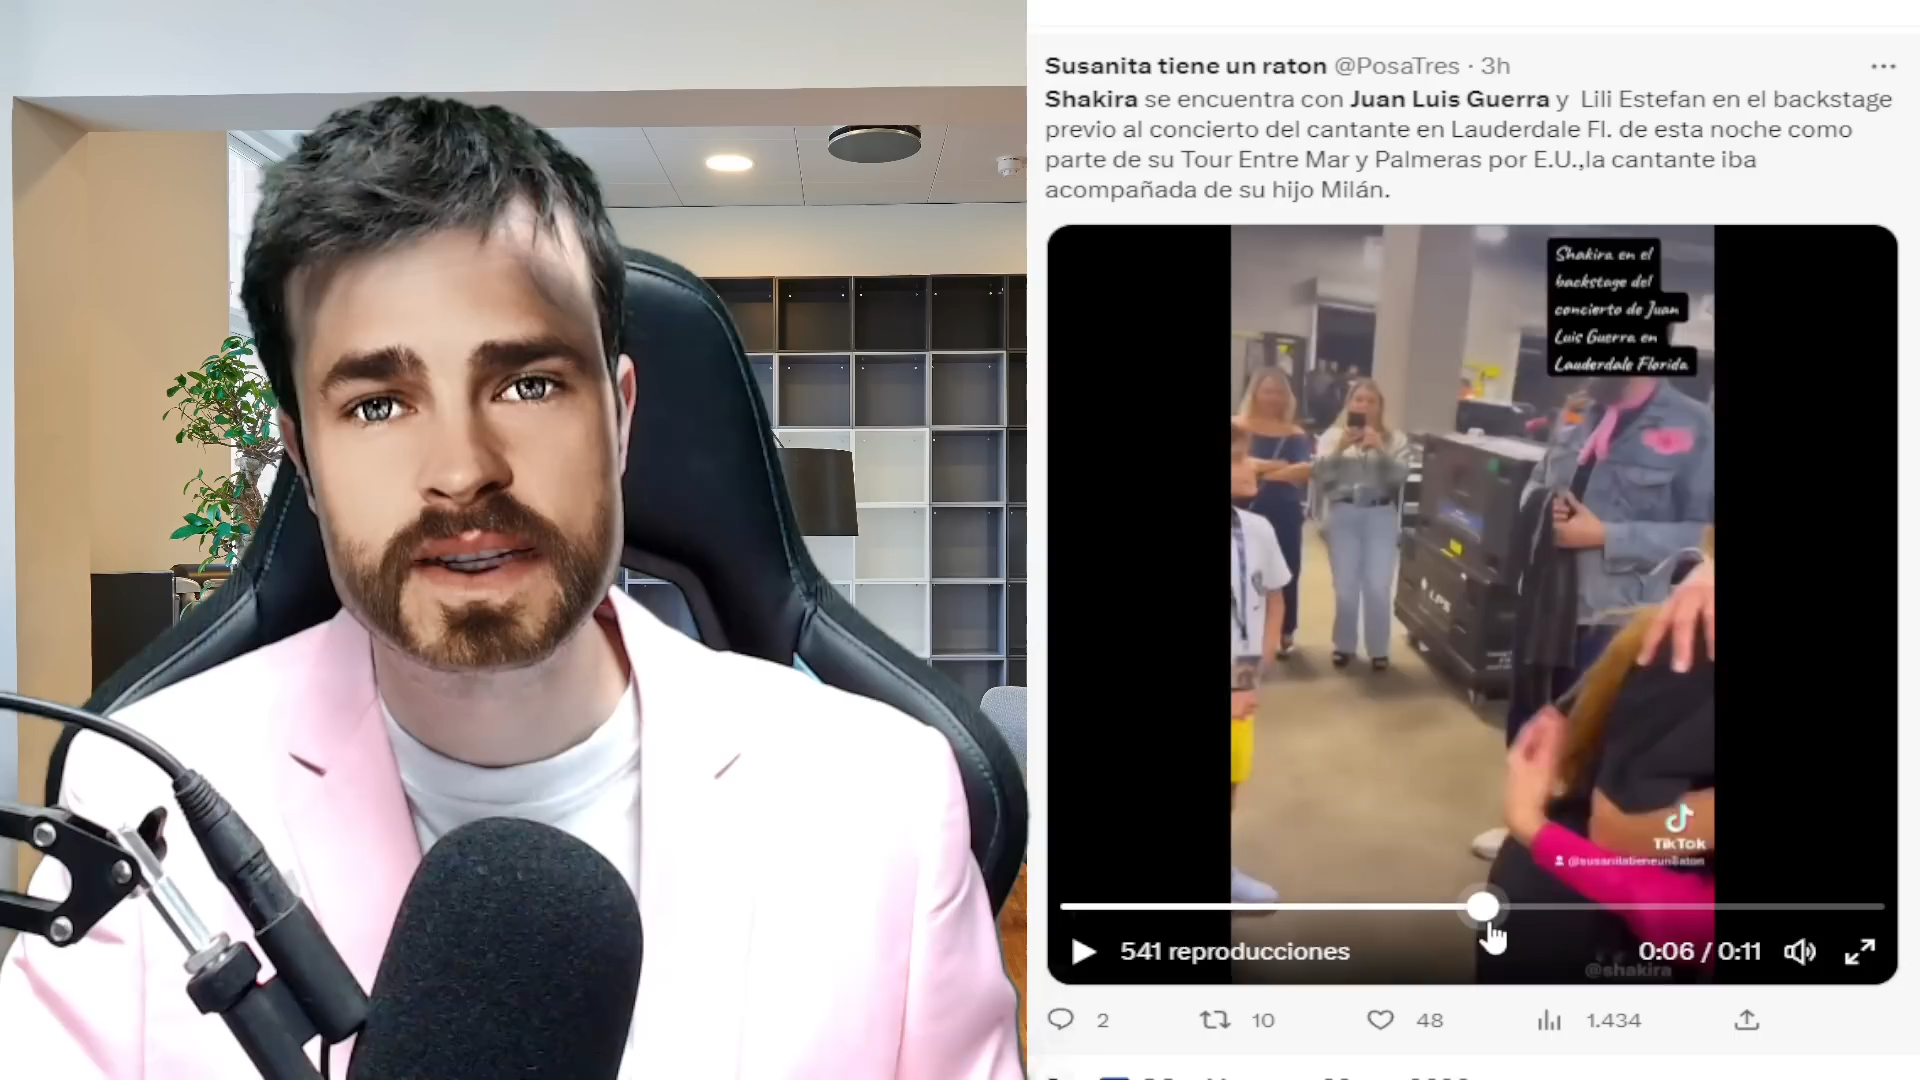 Susanita tiene un raton @PosaTres · 3h
Shakira se encuentra con Juan Luis Guerra y Lili Estefan en el backstage
previo al concierto del cantante en Lauderdale Fl. de esta noche como
parte de su Tour Entre Mar y Palmeras por E.U.,la cantante iba
acompañada de su hijo Milán.
Shakira en el
backstage del
concierto de Juan
Luis Guerra en
Lauderdale Florida
LPS
TikTok
@susanitatieneun8aton
541 reproducciones
0:06 / 0:11
@shakira
2
10
48
1.434